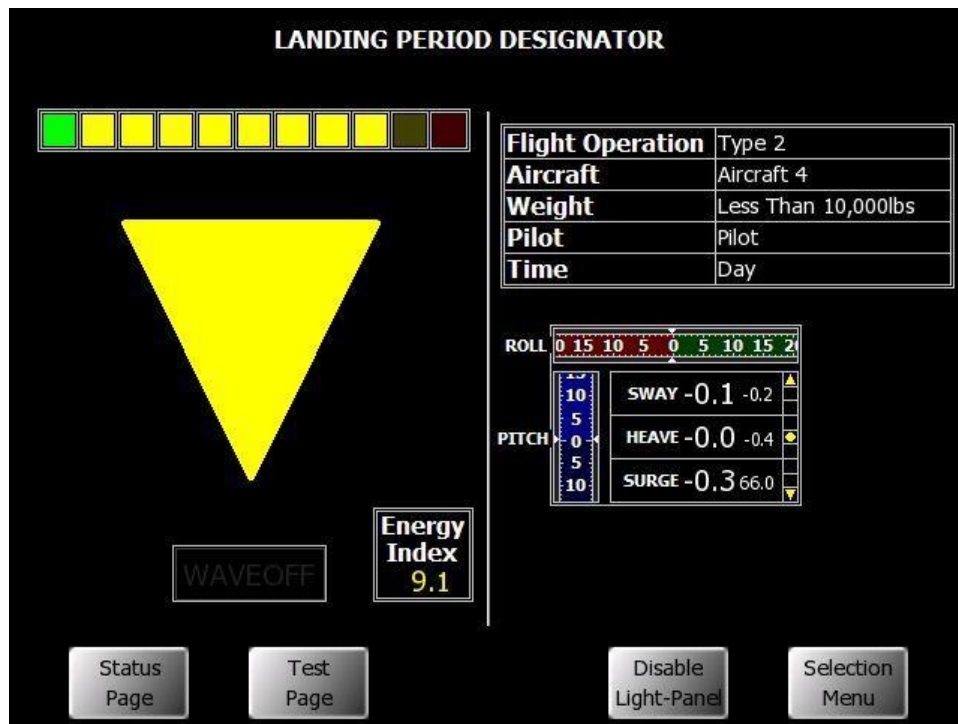 LANDING PERIOD DESIGNATOR
Flight Operation Type 2
Aircraft Aircraft 4
Weight Less Than 10,000lbs
Pilot Pilot
Time Day
ROLL 0 15 10 5 0 5 10 15 20
PITCH
15
10
5
0
5
10
SWAY -0.1 -0.2
HEAVE -0.0 -0.4
SURGE -0.3 66.0
Energy
Index
9.1
WAVEOFF
Status
Page
Test
Page
Disable
Light-Panel
Selection
Menu